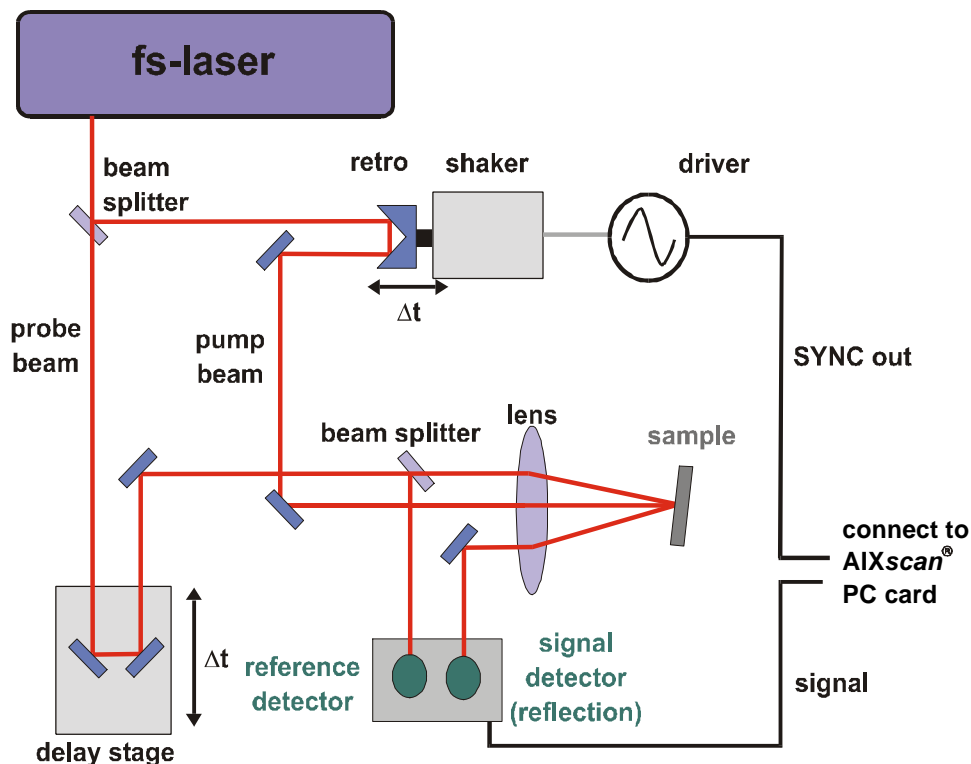 fs-laser
beam
splitter
retro
shaker
driver
Δt
probe
beam
pump
beam
SYNC out
lens
beam splitter
sample
connect to
AIXscan®
PC card
Δt
reference
detector
signal
detector
(reflection)
signal
delay stage